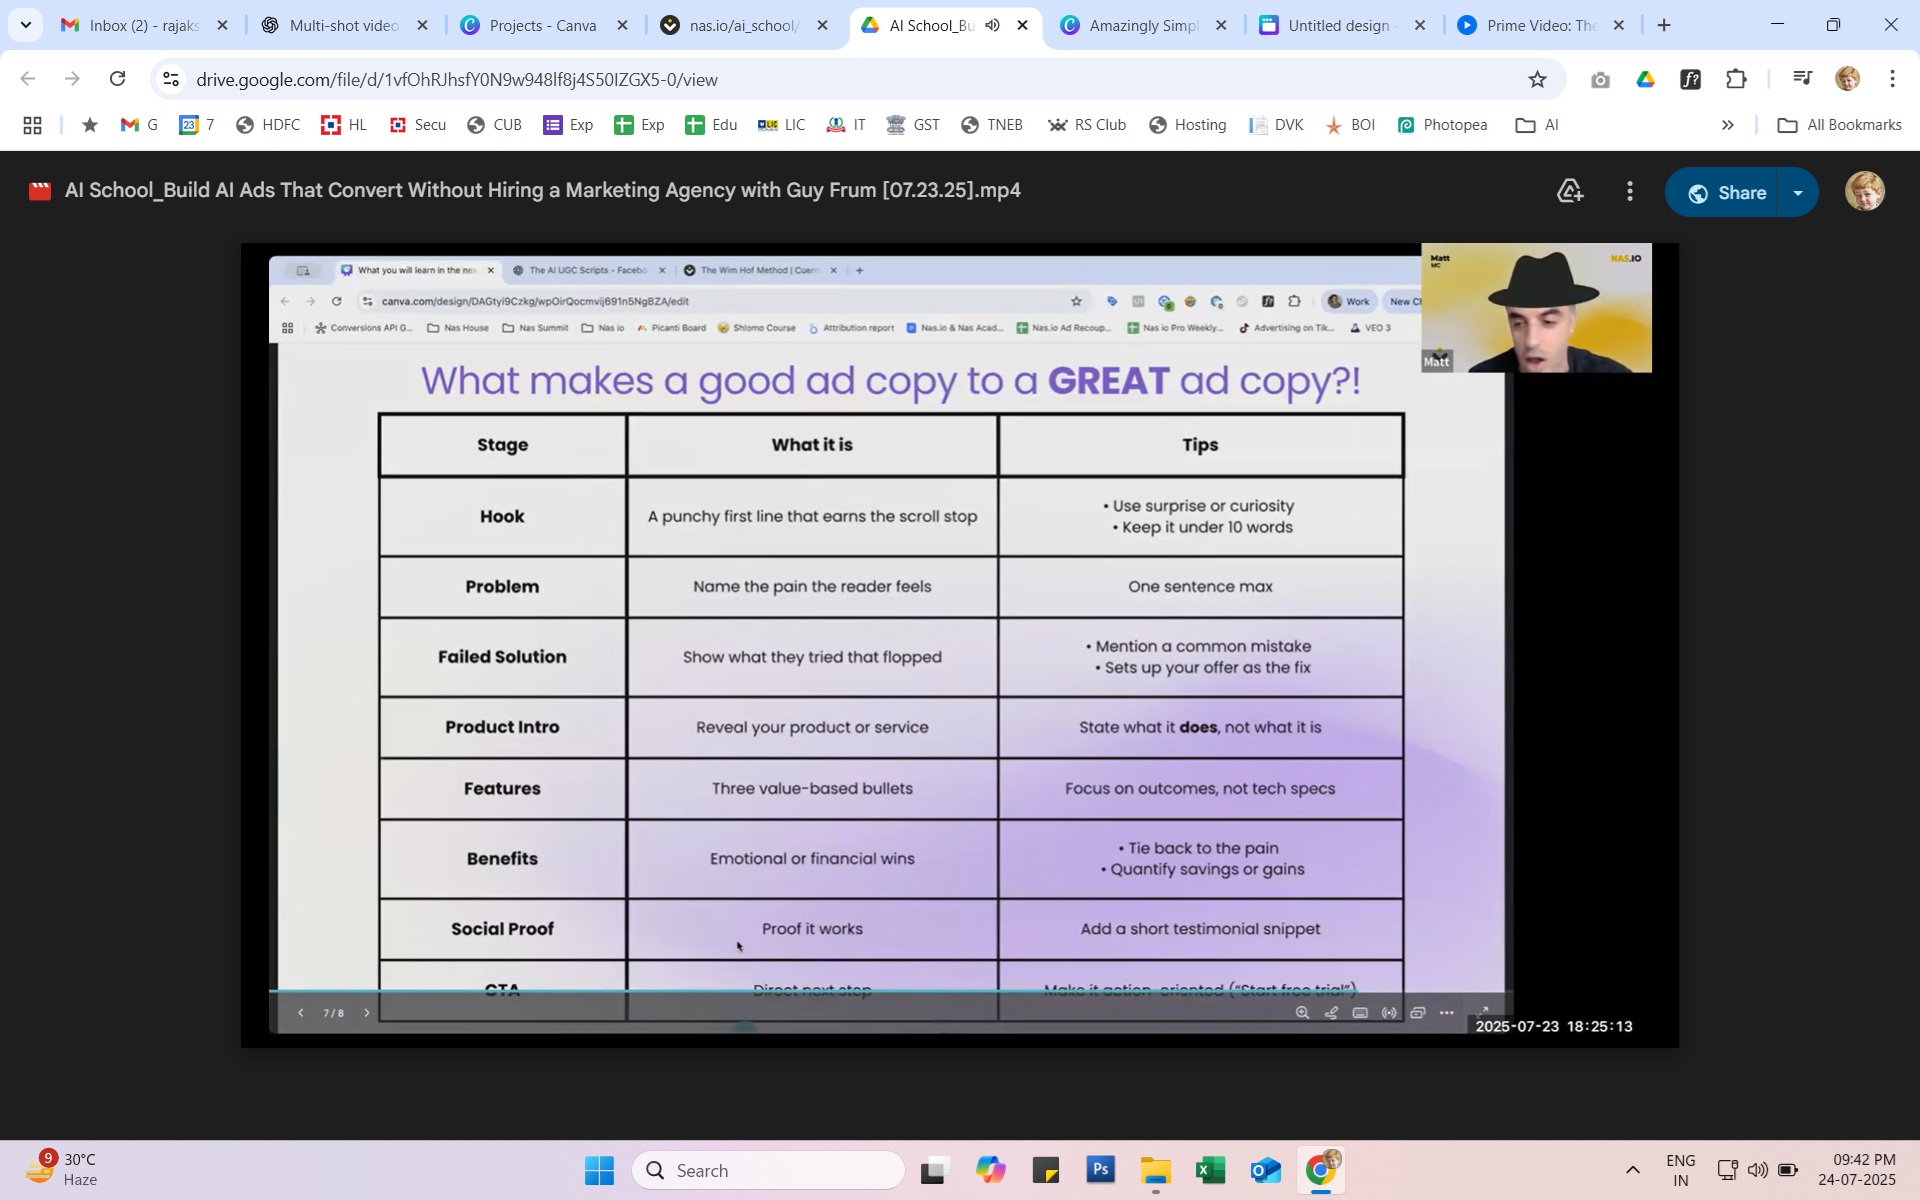 Inbox (2) - rajaks
Multi-shot video
Projects - Canva
nas.io/ai_school/
AI School_Bu
Amazingly Simpl
Untitled design -
Prime Video: The
drive.google.com/file/d/1vfOhRJhsfY0N9w948lf8j4S50IZGX5-0/view
G
23 7
HDFC
HL
Secu
CUB
Exp
Exp
Edu
LIC
IT
GST
TNEB
RS Club
Hosting
DVK
BOI
Photopea
AI
All Bookmarks
AI School_Build AI Ads That Convert Without Hiring a Marketing Agency with Guy Frum [07.23.25].mp4
Share
What you will learn in the nex
The AI UGC Scripts - Facebo
The Wim Hof Method | Cuern
canva.com/design/DAGtyi9Czkg/wpOirQocmvij691n5NgBZA/edit
Work
New Ch
Conversions API G...
Nas House
Nas Summit
Nas io
Picanti Board
Shlomo Course
Attribution report
Nas.io & Nas Acad...
Nas.io Ad Recoup...
Nas io Pro Weekly...
Advertising on Tik...
VEO 3
Matt
MC
NAS.IO
Matt
What makes a good ad copy to a GREAT ad copy?!
Stage What it is Tips
Hook A punchy first line that earns the scroll stop • Use surprise or curiosity
• Keep it under 10 words
Problem Name the pain the reader feels One sentence max
Failed Solution Show what they tried that flopped • Mention a common mistake
• Sets up your offer as the fix
Product Intro Reveal your product or service State what it does, not what it is
Features Three value-based bullets Focus on outcomes, not tech specs
Benefits Emotional or financial wins • Tie back to the pain
• Quantify savings or gains
Social Proof Proof it works Add a short testimonial snippet
CTA Direct next step Make it action-oriented ("Start free trial")
7/8
2025-07-23 18:25:13
9
30°C
Haze
Search
Ps
ENG
IN
09:42 PM
24-07-2025